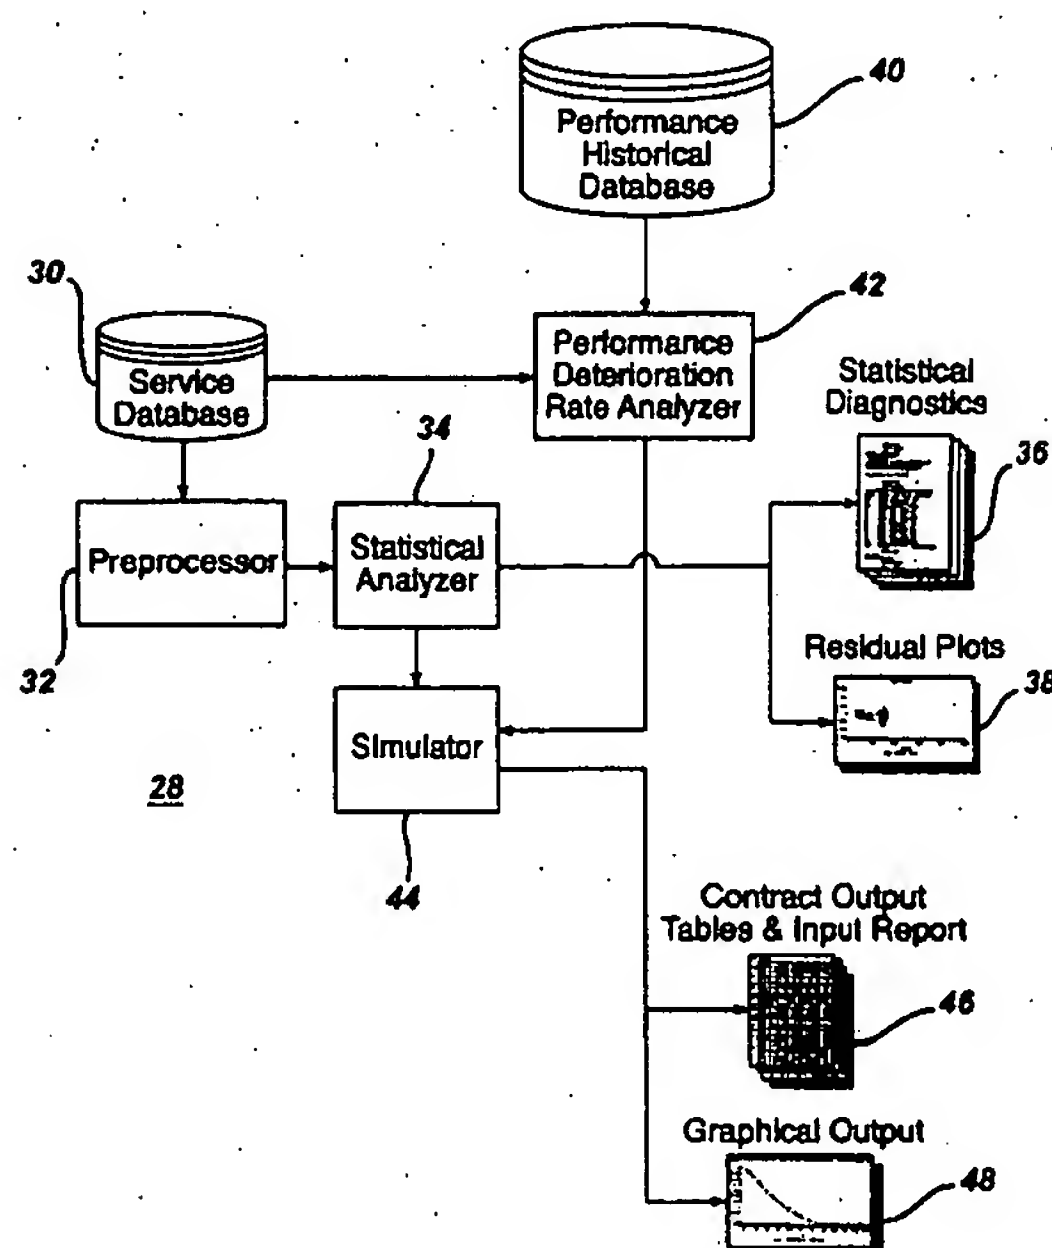 40
Performance
Historical
Database
30
42
Service
Database
Performance
Deterioration
Rate Analyzer
Statistical
Diagnostics
36
34
Preprocessor
Statistical
Analyzer
32
Residual Plots
38
Simulator
28
44
Contract Output
Tables & Input Report
46
Graphical Output
48